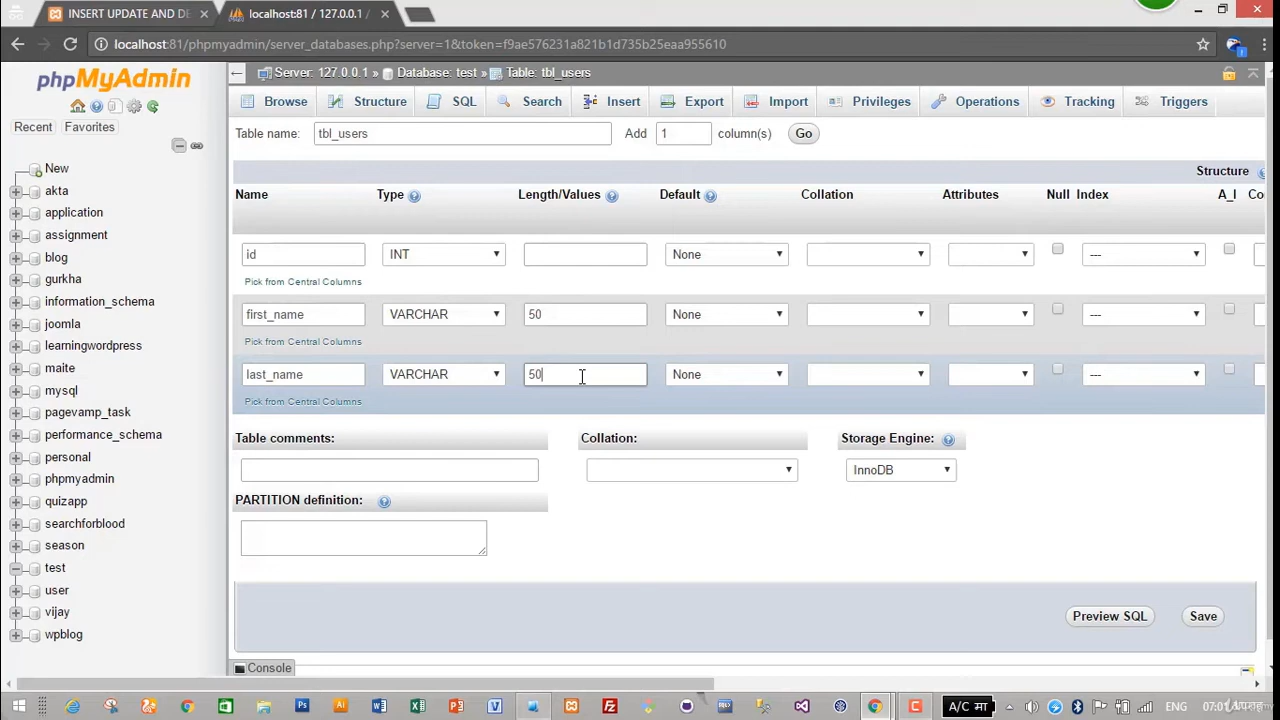 INSERT UPDATE AND DE
localhost:81 / 127.0.0.1 /
localhost:81/phpmyadmin/server_databases.php?server=1&token=f9ae576231a821b1d735b25eaa955610
phpMyAdmin
Recent Favorites
New
akta
application
assignment
blog
gurkha
information_schema
joomla
learningwordpress
maite
mysql
pagevamp_task
performance_schema
personal
phpmyadmin
quizapp
searchforblood
season
test
user
vijay
wpblog
Server: 127.0.0.1 » Database: test » Table: tbl_users
Browse Structure SQL Search Insert Export Import Privileges Operations Tracking Triggers
Table name: tbl_users Add 1 column(s) Go
Structure
Name Type Length/Values Default Collation Attributes Null Index A_I Co
id INT None ---
Pick from Central Columns
first_name VARCHAR 50 None ---
Pick from Central Columns
last_name VARCHAR 50 None ---
Pick from Central Columns
Table comments: Collation: Storage Engine:
InnoDB
PARTITION definition:
Preview SQL Save
Console
A/C मा ENG